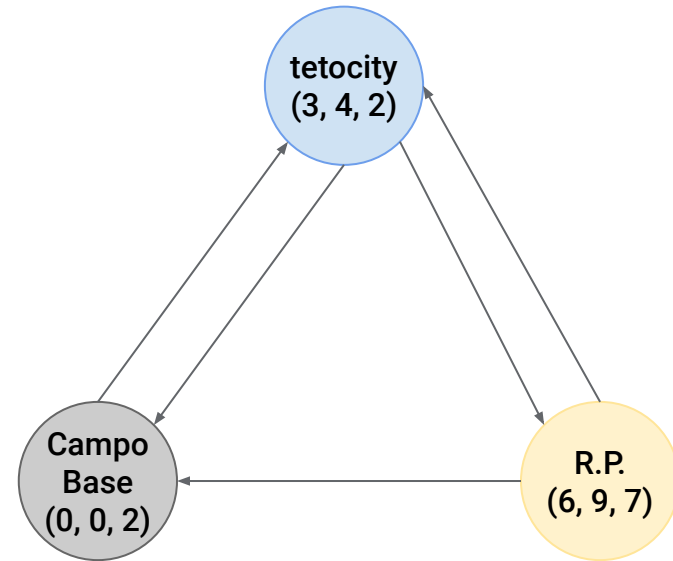 tetocity
(3, 4, 2)
Campo
Base
(0, 0, 2)
R.P.
(6, 9, 7)